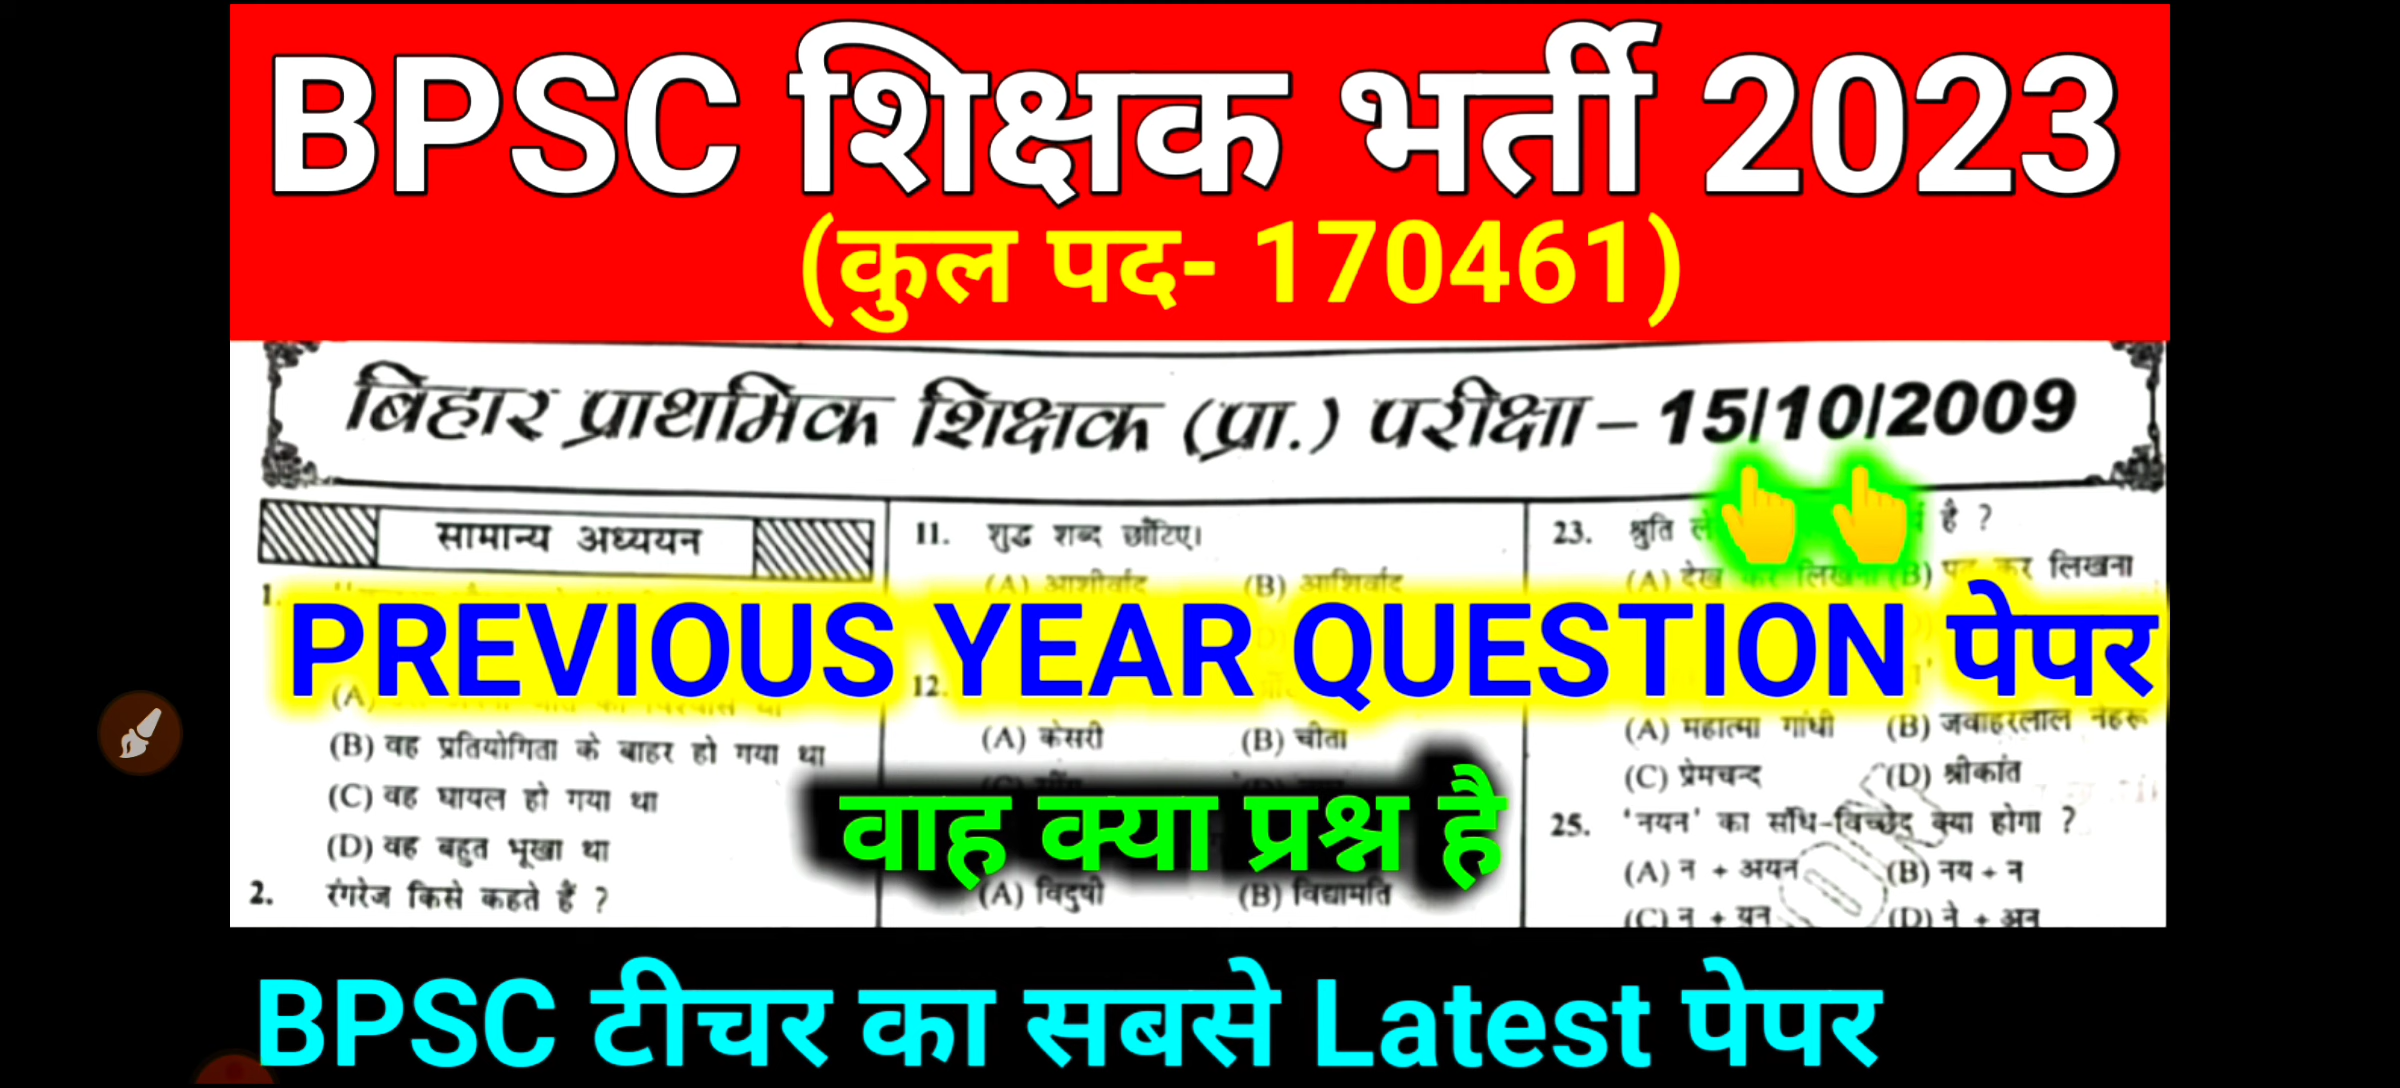 BPSC शिक्षक भर्ती 2023
(कुल पद- 170461)
बिहार प्राथमिक शिक्षक (प्रा.) परीक्षा – 15/10/2009
सामान्य अध्ययन
1.
(A)
(B) वह प्रतियोगिता के बाहर हो गया था
(C) वह घायल हो गया था
(D) वह बहुत भूखा था
2. रंगरेज किसे कहते हैं ?
11. शुद्ध शब्द छाँटिए।
(A) आशीर्वाद (B) आशिर्वाद
12.
(A) केसरी (B) चीता
(A) विदुषी (B) विद्यामति
23. श्रुति है ?
(A) देख कर लिखना (B) पढ़ कर लिखना
(A) महात्मा गांधी (B) जवाहरलाल नेहरू
(C) प्रेमचन्द (D) श्रीकांत
25. 'नयन' का संधि-विच्छेद क्या होगा ?
(A) न + अयन (B) नय + न
(C) न + यन (D) ने + अन
PREVIOUS YEAR QUESTION पेपर
वाह क्या प्रश्न है
BPSC टीचर का सबसे Latest पेपर